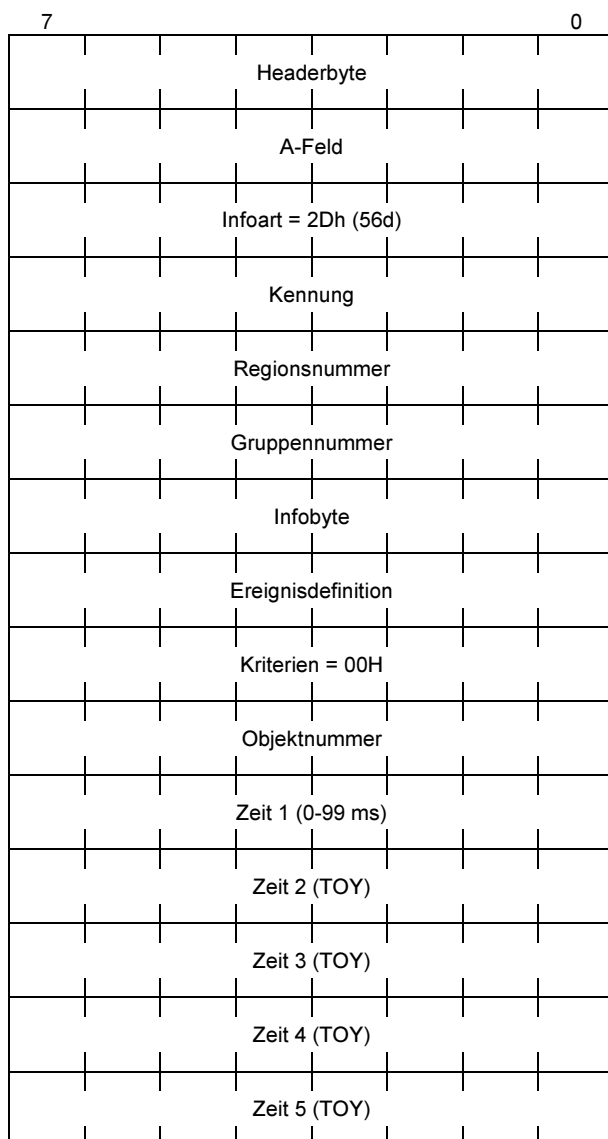 7 0
Headerbyte
A-Feld
Infoart = 2Dh (56d)
Kennung
Regionsnummer
Gruppennummer
Infobyte
Ereignisdefinition
Kriterien = 00H
Objektnummer
Zeit 1 (0-99 ms)
Zeit 2 (TOY)
Zeit 3 (TOY)
Zeit 4 (TOY)
Zeit 5 (TOY)